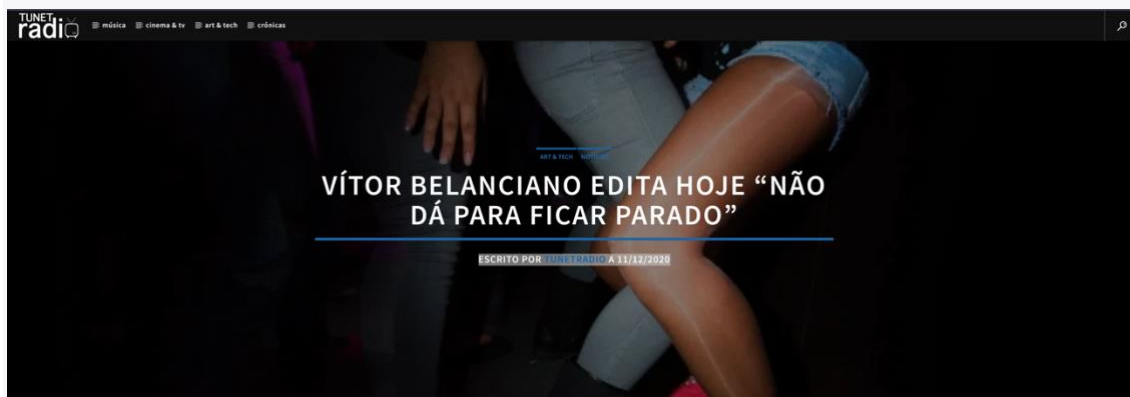 TUNET
radio
música cinema & tv art & tech crónicas
ART & TECH NOTÍCIAS
VÍTOR BELANCIANO EDITA HOJE “NÃO
DÁ PARA FICAR PARADO”
ESCRITO POR TUNETRADIO A 11/12/2020